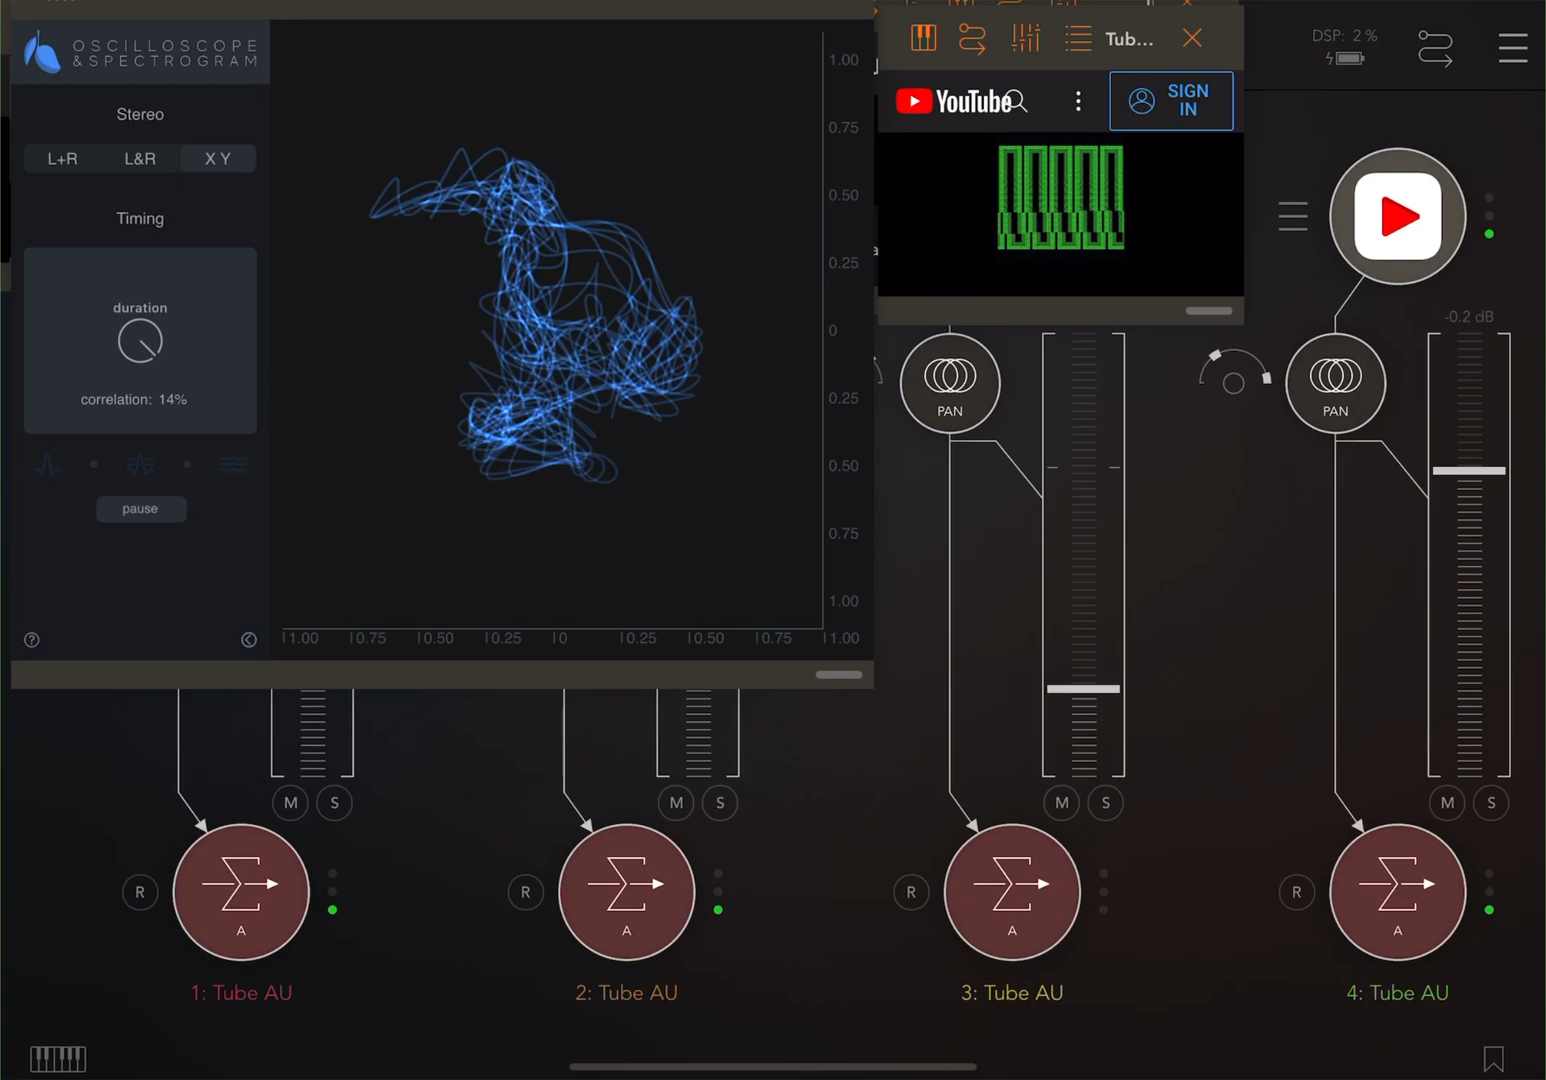 OSCILLOSCOPE
& SPECTROGRAM
Stereo
L+R L&R X Y
Timing
duration
correlation: 14%
pause
1.00
0.75
0.50
0.25
0
0.25
0.50
0.75
1.00
1.00 0.75 0.50 0.25 0 0.25 0.50 0.75 1.00
Tub...
YouTube
SIGN
IN
DSP: 2 %
-0.2 dB
PAN
PAN
M S
M S
M S
M S
R
R
R
R
A
A
A
A
1: Tube AU
2: Tube AU
3: Tube AU
4: Tube AU